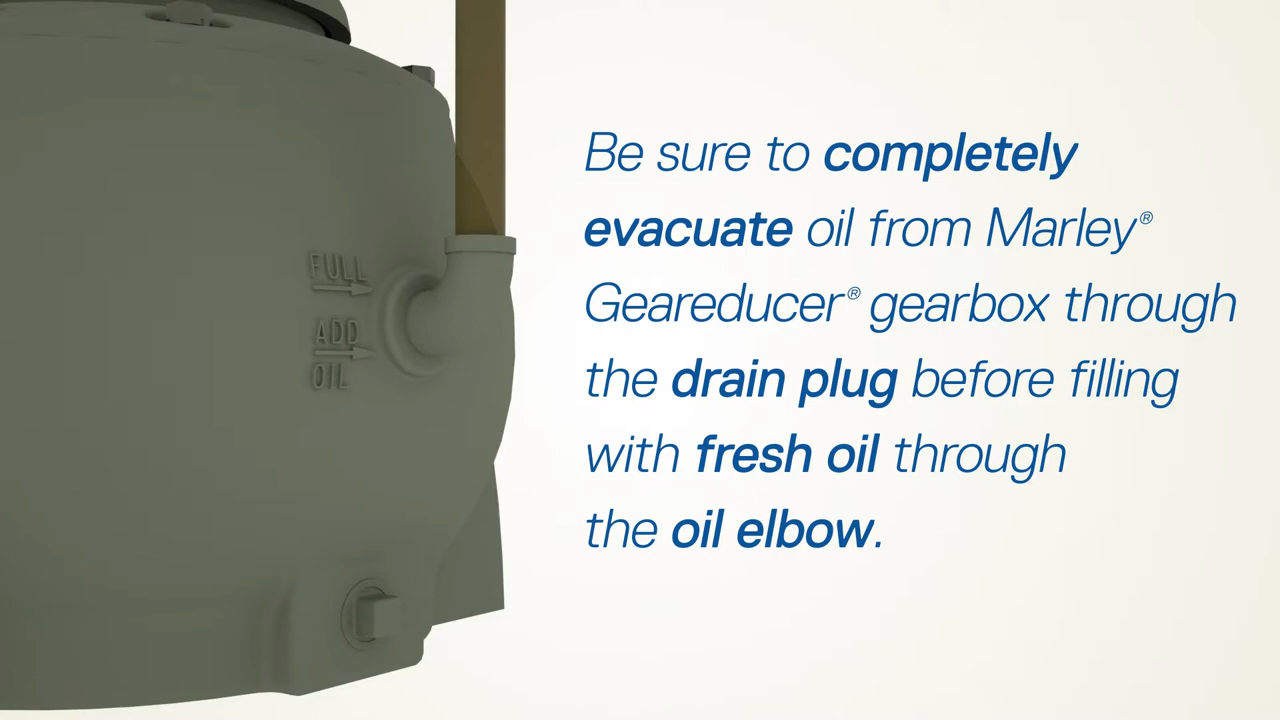 FULL
ADD
OIL
Be sure to completely
evacuate oil from Marley®
Geareducer® gearbox through
the drain plug before filling
with fresh oil through
the oil elbow.